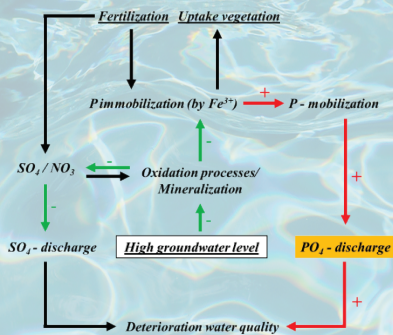 Fertilization Uptake vegetation
P immobilization (by Fe³⁺) + P - mobilization
-
+
SO₄ / NO₃ - Oxidation processes/
Mineralization
-
-
SO₄ - discharge High groundwater level PO₄ - discharge
+
Deterioration water quality